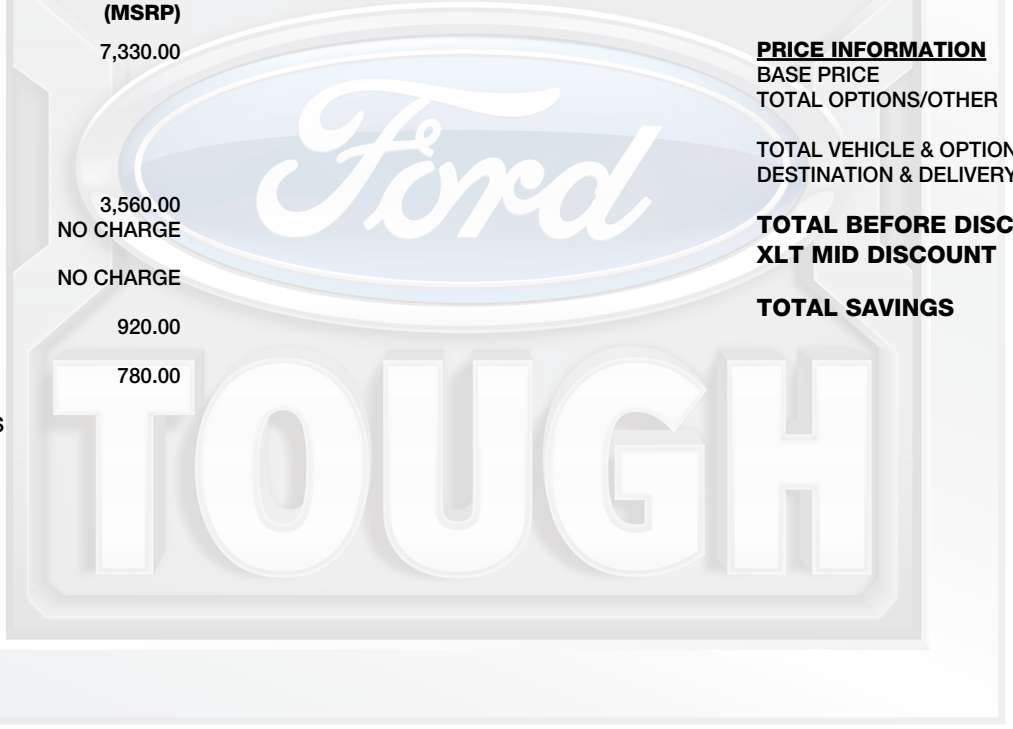 (MSRP)
7,330.00
3,560.00
NO CHARGE
NO CHARGE
920.00
780.00
S
PRICE INFORMATION
BASE PRICE
TOTAL OPTIONS/OTHER
TOTAL VEHICLE & OPTION
DESTINATION & DELIVERY
TOTAL BEFORE DISC
XLT MID DISCOUNT
TOTAL SAVINGS
Ford
TOUGH